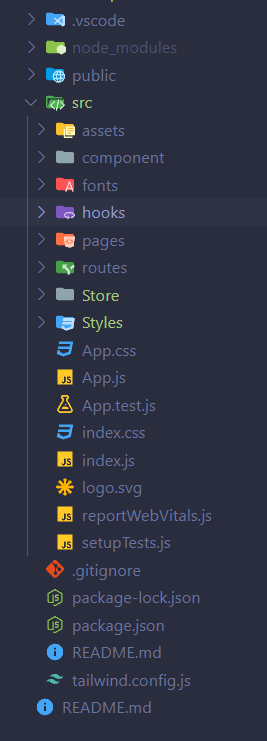 .vscode
node_modules
public
src
assets
component
fonts
hooks
pages
routes
Store
Styles
App.css
App.js
App.test.js
index.css
index.js
logo.svg
reportWebVitals.js
setupTests.js
.gitignore
package-lock.json
package.json
README.md
tailwind.config.js
README.md